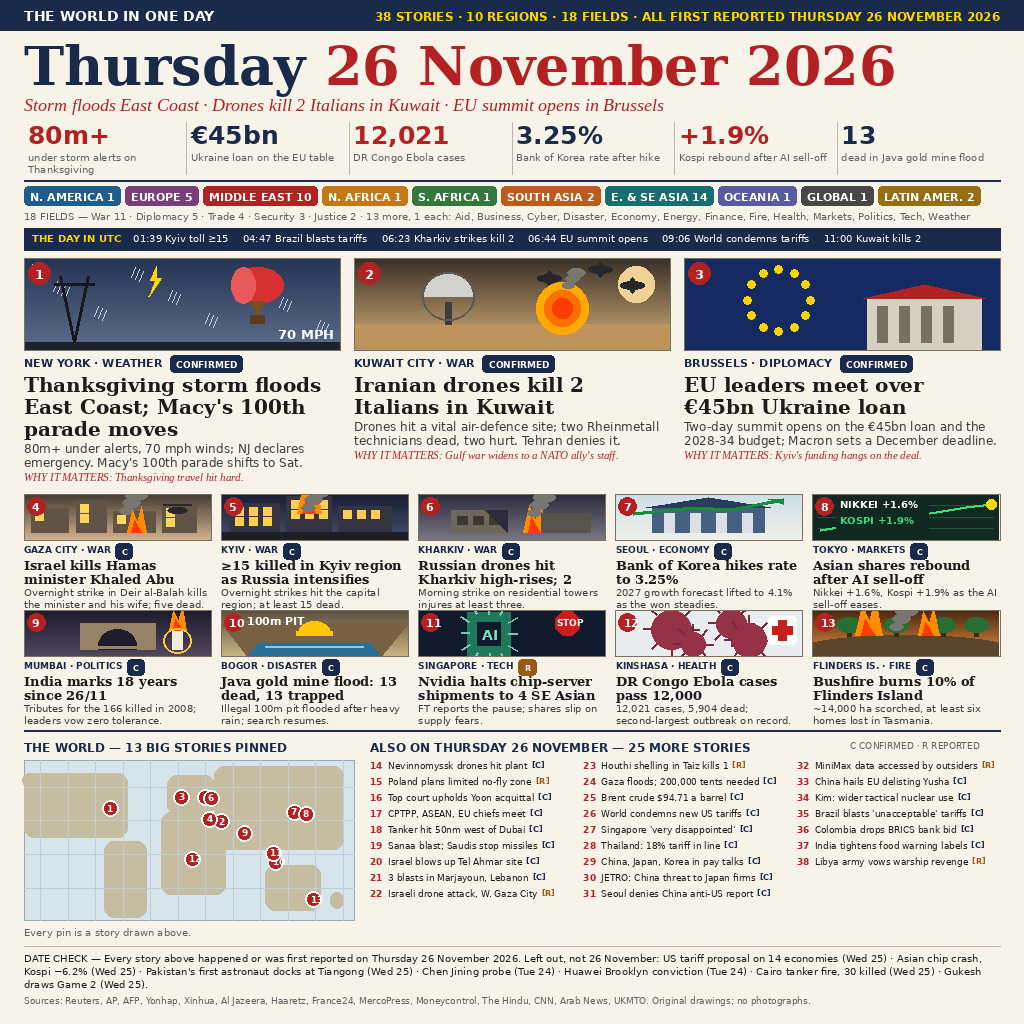 THE WORLD IN ONE DAY
38 STORIES · 10 REGIONS · 18 FIELDS · ALL FIRST REPORTED THURSDAY 26 NOVEMBER 2026
Thursday 26 November 2026
Storm floods East Coast · Drones kill 2 Italians in Kuwait · EU summit opens in Brussels
80m+
under storm alerts on
Thanksgiving
€45bn
Ukraine loan on the EU table
12,021
DR Congo Ebola cases
3.25%
Bank of Korea rate after hike
+1.9%
Kospi rebound after AI sell-off
13
dead in Java gold mine flood
N. AMERICA 1 EUROPE 5 MIDDLE EAST 10 N. AFRICA 1 S. AFRICA 1 SOUTH ASIA 2 E. & SE ASIA 14 OCEANIA 1 GLOBAL 1 LATIN AMER. 2
18 FIELDS — War 11 · Diplomacy 5 · Trade 4 · Security 3 · Justice 2 · 13 more, 1 each: Aid, Business, Cyber, Disaster, Economy, Energy, Finance, Fire, Health, Markets, Politics, Tech, Weather
THE DAY IN UTC 01:39 Kyiv toll ≥15 04:47 Brazil blasts tariffs 06:23 Kharkiv strikes kill 2 06:44 EU summit opens 09:06 World condemns tariffs 11:00 Kuwait kills 2
1
70 MPH
NEW YORK · WEATHER CONFIRMED
Thanksgiving storm floods
East Coast; Macy's 100th
parade moves
80m+ under alerts, 70 mph winds; NJ declares
emergency. Macy's 100th parade shifts to Sat.
WHY IT MATTERS: Thanksgiving travel hit hard.
2
KUWAIT CITY · WAR CONFIRMED
Iranian drones kill 2
Italians in Kuwait
Drones hit a vital air-defence site; two Rheinmetall
technicians dead, two hurt. Tehran denies it.
WHY IT MATTERS: Gulf war widens to a NATO ally's staff.
3
BRUSSELS · DIPLOMACY CONFIRMED
EU leaders meet over
€45bn Ukraine loan
Two-day summit opens on the €45bn loan and the
2028-34 budget; Macron sets a December deadline.
WHY IT MATTERS: Kyiv's funding hangs on the deal.
4
GAZA CITY · WAR C
Israel kills Hamas
minister Khaled Abu
Overnight strike in Deir al-Balah kills
the minister and his wife; five dead.
5
KYIV · WAR C
≥15 killed in Kyiv region
as Russia intensifies
Overnight strikes hit the capital
region; at least 15 dead.
6
KHARKIV · WAR C
Russian drones hit
Kharkiv high-rises; 2
Morning strike on residential towers
injures at least three.
7
SEOUL · ECONOMY C
Bank of Korea hikes rate
to 3.25%
2027 growth forecast lifted to 4.1%
as the won steadies.
8 NIKKEI +1.6%
KOSPI +1.9%
TOKYO · MARKETS C
Asian shares rebound
after AI sell-off
Nikkei +1.6%, Kospi +1.9% as the AI
sell-off eases.
9
MUMBAI · POLITICS C
India marks 18 years
since 26/11
Tributes for the 166 killed in 2008;
leaders vow zero tolerance.
10 100m PIT
BOGOR · DISASTER C
Java gold mine flood: 13
dead, 13 trapped
Illegal 100m pit flooded after heavy
rain; search resumes.
11 AI STOP
SINGAPORE · TECH R
Nvidia halts chip-server
shipments to 4 SE Asian
FT reports the pause; shares slip on
supply fears.
12
KINSHASA · HEALTH C
DR Congo Ebola cases
pass 12,000
12,021 cases, 5,904 dead;
second-largest outbreak on record.
13
FLINDERS IS. · FIRE C
Bushfire burns 10% of
Flinders Island
~14,000 ha scorched, at least six
homes lost in Tasmania.
THE WORLD — 13 BIG STORIES PINNED
1
3
6
4
2
7
8
9
12
11
13
Every pin is a story drawn above.
ALSO ON THURSDAY 26 NOVEMBER — 25 MORE STORIES
C CONFIRMED · R REPORTED
14 Nevinnomyssk drones hit plant [C]
15 Poland plans limited no-fly zone [R]
16 Top court upholds Yoon acquittal [C]
17 CPTPP, ASEAN, EU chiefs meet [C]
18 Tanker hit 50nm west of Dubai [C]
19 Sanaa blast; Saudis stop missiles [C]
20 Israel blows up Tel Ahmar site [C]
21 3 blasts in Marjayoun, Lebanon [C]
22 Israeli drone attack, W. Gaza City [R]
23 Houthi shelling in Taiz kills 1 [R]
24 Gaza floods; 200,000 tents needed [C]
25 Brent crude $94.71 a barrel [C]
26 World condemns new US tariffs [C]
27 Singapore 'very disappointed' [C]
28 Thailand: 18% tariff in line [C]
29 China, Japan, Korea in pay talks [C]
30 JETRO: China threat to Japan firms [C]
31 Seoul denies China anti-US report [C]
32 MiniMax data accessed by outsiders [R]
33 China hails EU delisting Yusha [C]
34 Kim: wider tactical nuclear use [C]
35 Brazil blasts 'unacceptable' tariffs [C]
36 Colombia drops BRICS bank bid [C]
37 India tightens food warning labels [C]
38 Libya army vows warship revenge [R]
DATE CHECK — Every story above happened or was first reported on Thursday 26 November 2026. Left out, not 26 November: US tariff proposal on 14 economies (Wed 25) · Asian chip crash,
Kospi −6.2% (Wed 25) · Pakistan's first astronaut docks at Tiangong (Wed 25) · Chen Jining probe (Tue 24) · Huawei Brooklyn conviction (Tue 24) · Cairo tanker fire, 30 killed (Wed 25) · Gukesh
draws Game 2 (Wed 25).
Sources: Reuters, AP, AFP, Yonhap, Xinhua, Al Jazeera, Haaretz, France24, MercoPress, Moneycontrol, The Hindu, CNN, Arab News, UKMTO. Original drawings; no photographs.